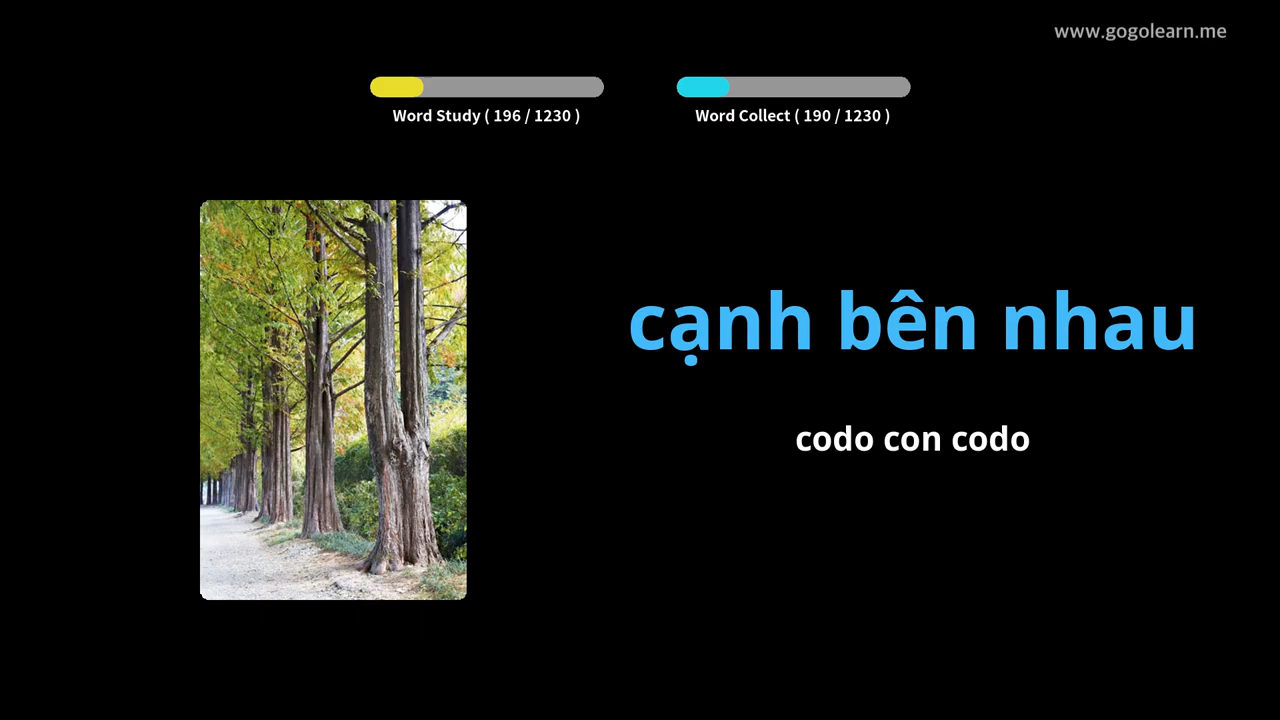 www.gogolearn.me
Word Study ( 196 / 1230 )
Word Collect ( 190 / 1230 )
cạnh bên nhau
codo con codo